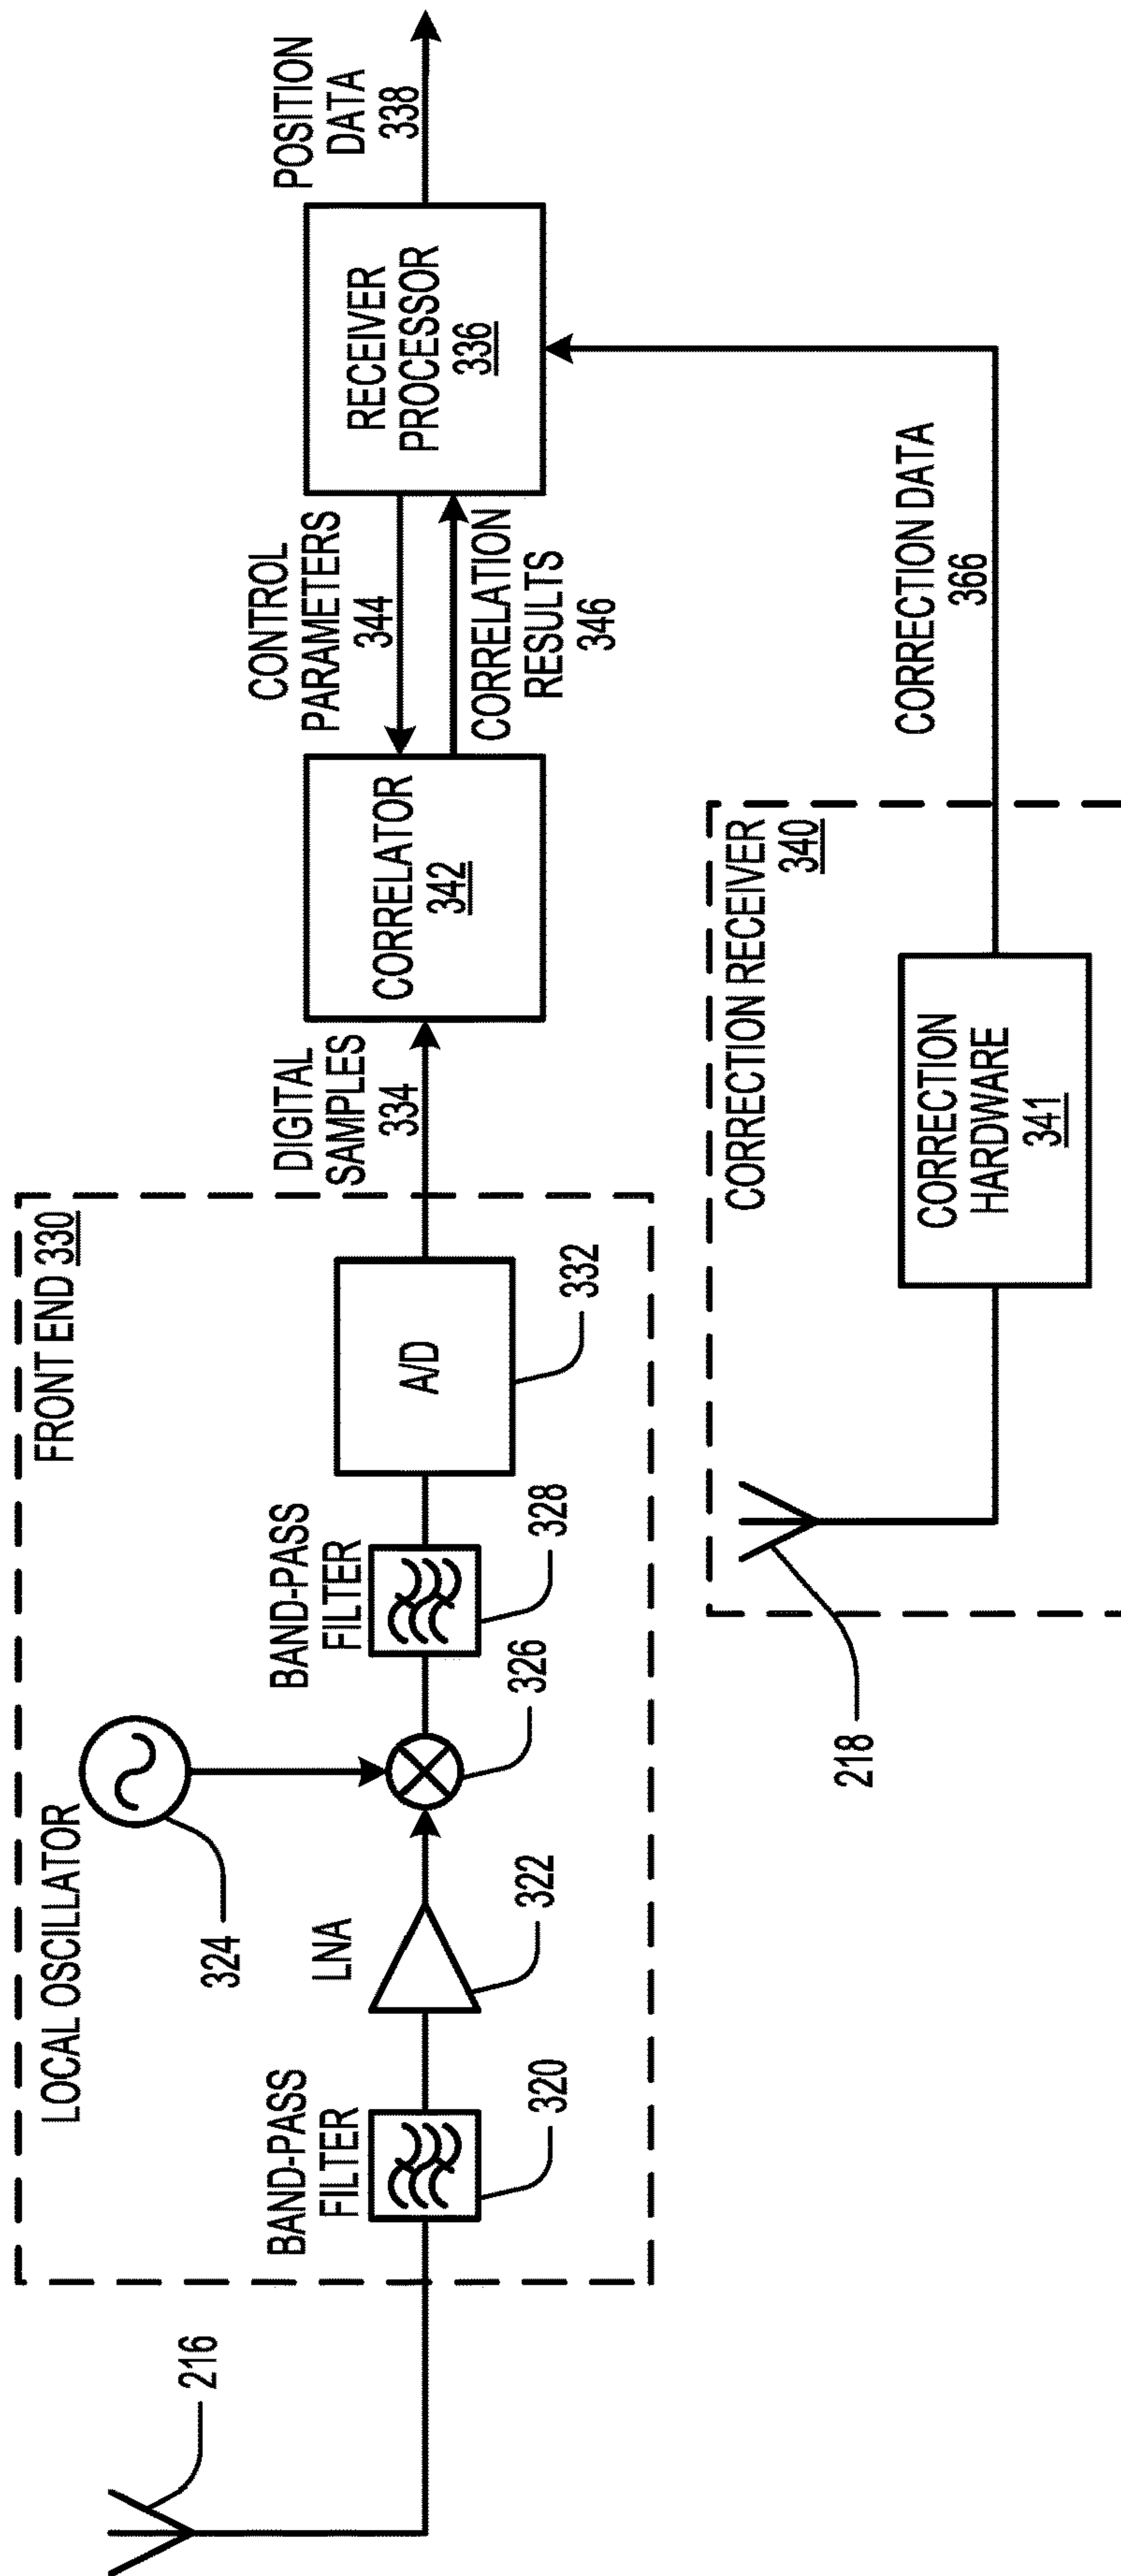 216
FRONT END 330
LOCAL OSCILLATOR
324
BAND-PASS
FILTER
320
LNA
322
326
BAND-PASS
FILTER
328
A/D
332
DIGITAL
SAMPLES
334
CORRELATOR
342
CONTROL
PARAMETERS
344
CORRELATION
RESULTS
346
RECEIVER
PROCESSOR
336
POSITION
DATA
338
218
CORRECTION RECEIVER
340
CORRECTION
HARDWARE
341
CORRECTION DATA
366